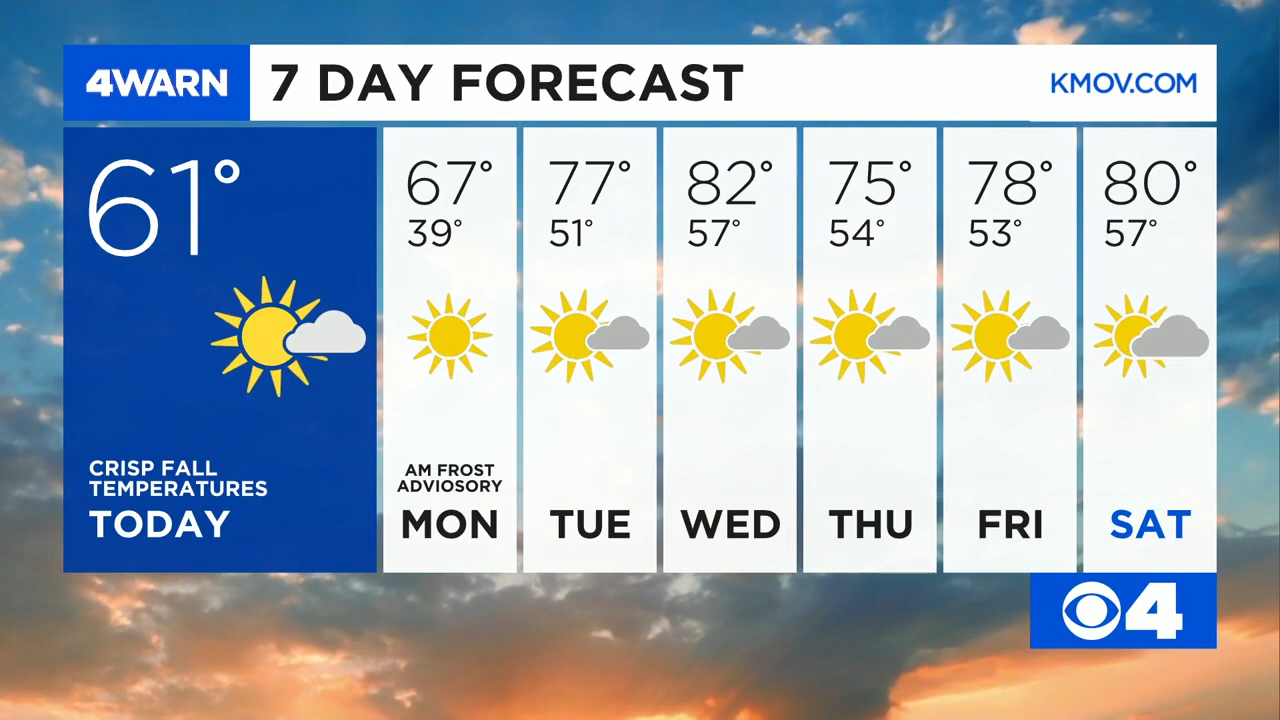 4WARN
7 DAY FORECAST
KMOV.COM
61°
CRISP FALL
TEMPERATURES
TODAY
67°
39°
AM FROST
ADVIOSORY
MON
77°
51°
TUE
82°
57°
WED
75°
54°
THU
78°
53°
FRI
80°
57°
SAT
4